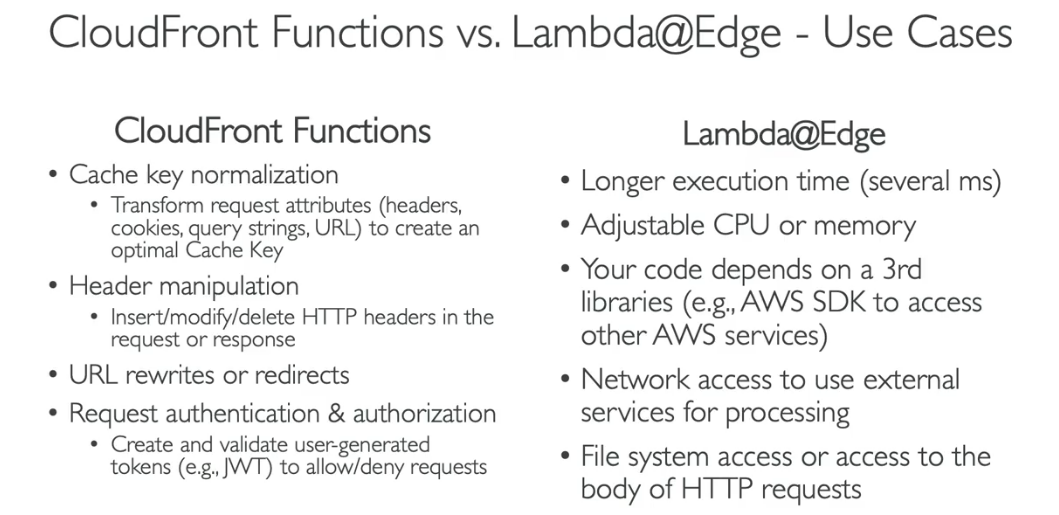 CloudFront Functions vs. Lambda@Edge - Use Cases
CloudFront Functions
• Cache key normalization
• Transform request attributes (headers,
cookies, query strings, URL) to create an
optimal Cache Key
• Header manipulation
• Insert/modify/delete HTTP headers in the
request or response
• URL rewrites or redirects
• Request authentication & authorization
• Create and validate user-generated
tokens (e.g., JWT) to allow/deny requests
Lambda@Edge
• Longer execution time (several ms)
• Adjustable CPU or memory
• Your code depends on a 3rd
libraries (e.g., AWS SDK to access
other AWS services)
• Network access to use external
services for processing
• File system access or access to the
body of HTTP requests